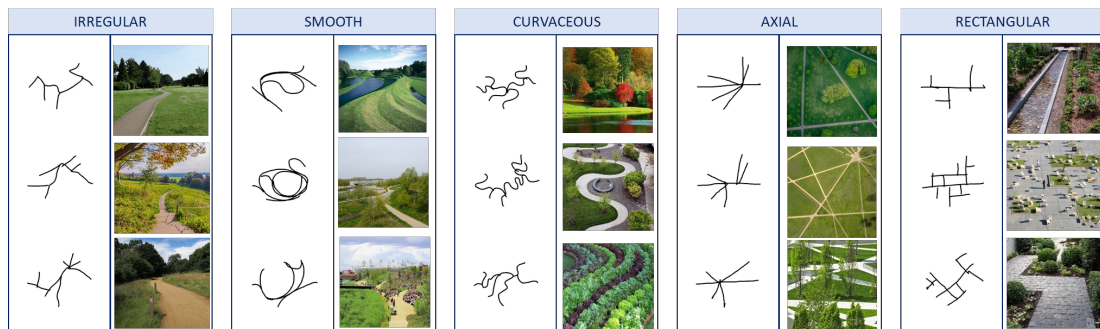 IRREGULAR
SMOOTH
CURVACEOUS
AXIAL
RECTANGULAR